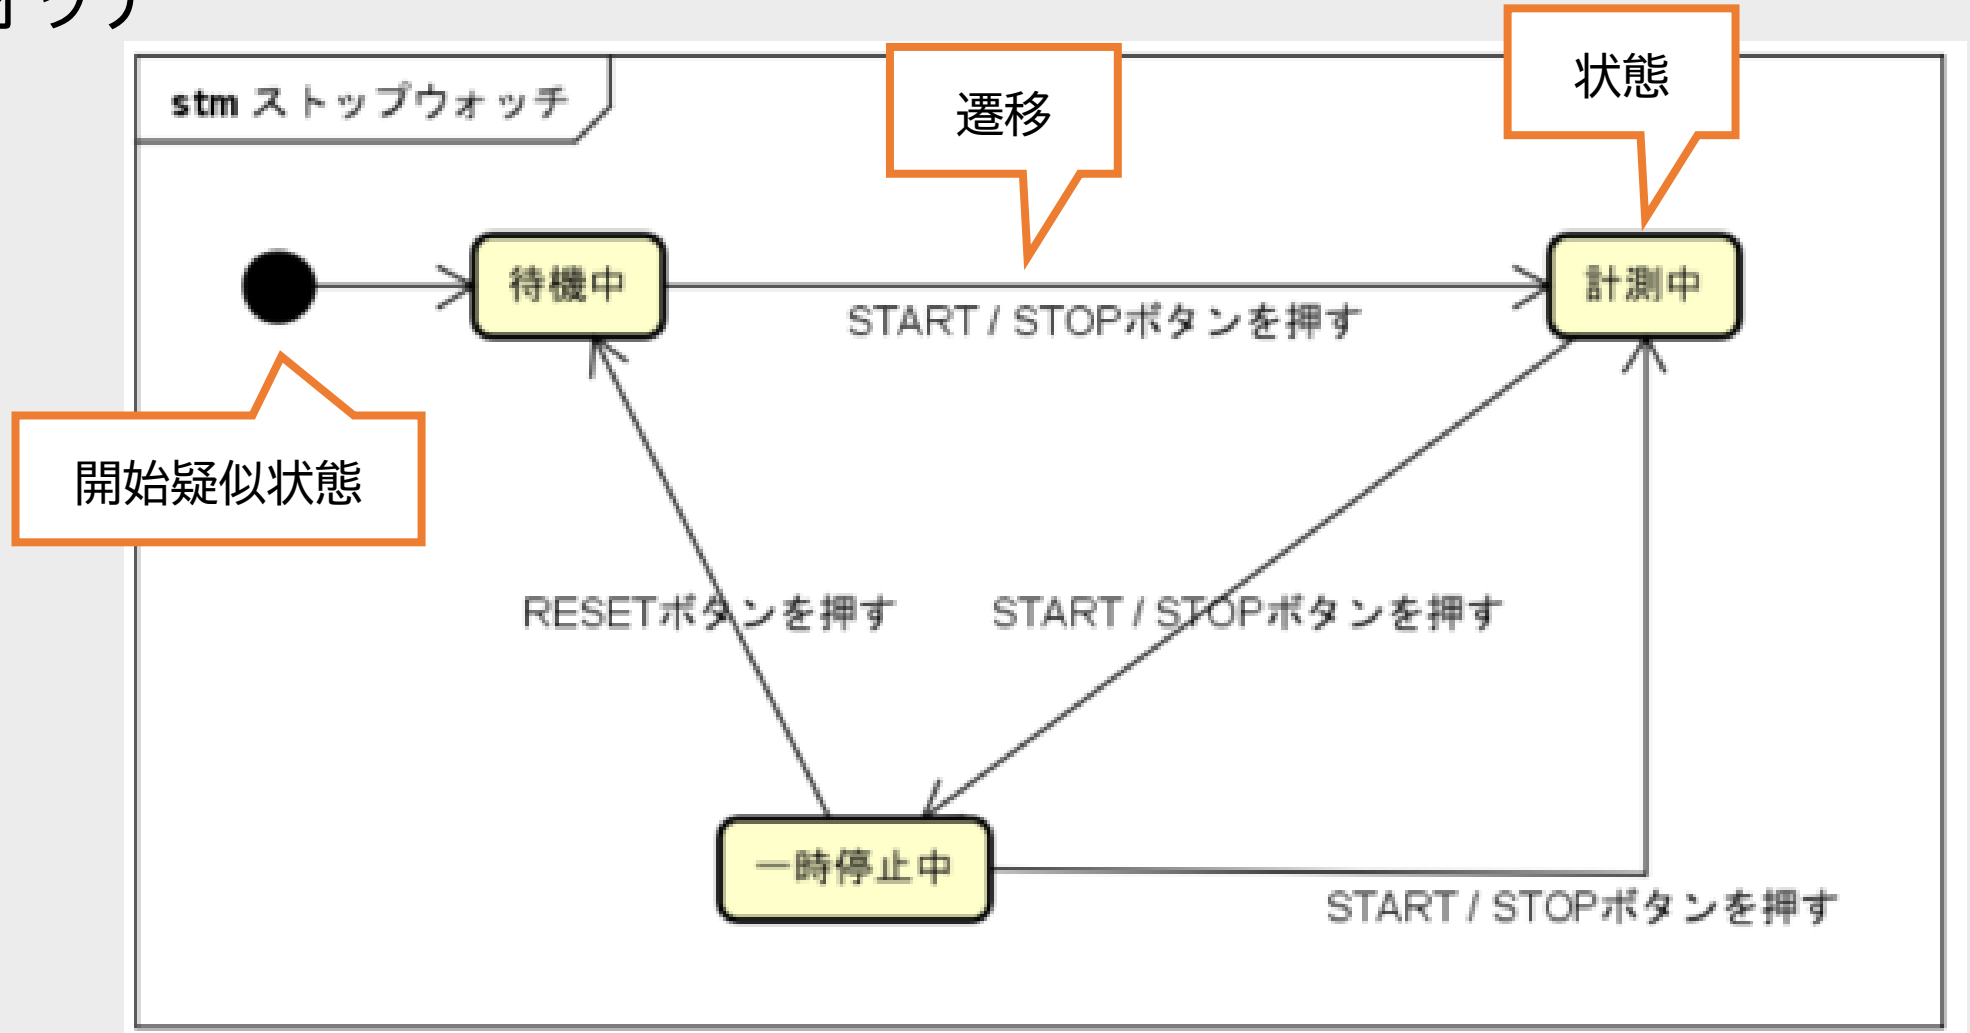 stm ストップウォッチ
遷移
状態
待機中
計測中
START / STOPボタンを押す
開始疑似状態
RESETボタンを押す
START / STOPボタンを押す
一時停止中
START / STOPボタンを押す